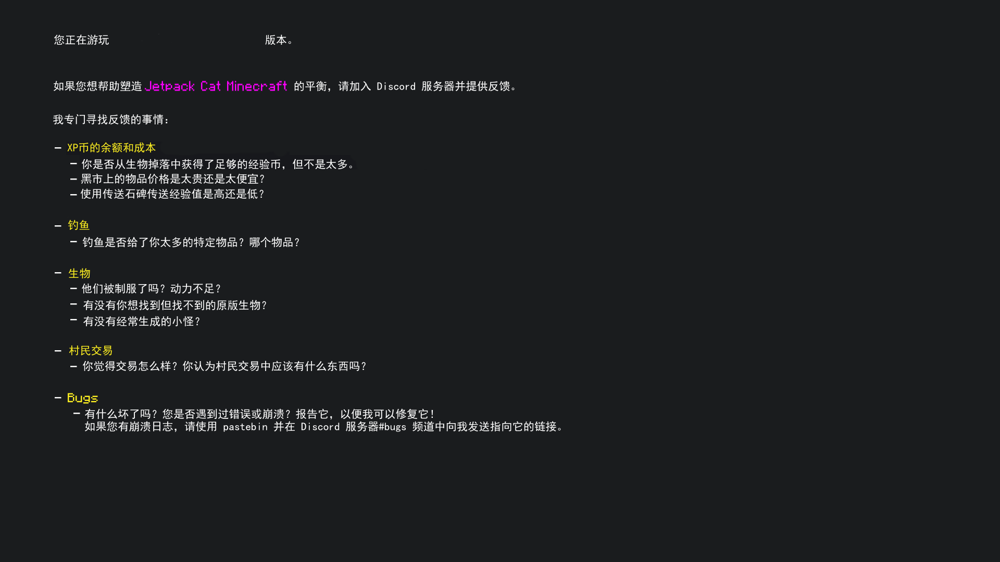 您正在游玩 版本。
如果您想帮助塑造 Jetpack Cat Minecraft 的平衡，请加入 Discord 服务器并提供反馈。
我专门寻找反馈的事情：
- XP币的余额和成本
- 你是否从生物掉落中获得了足够的经验币，但不是太多。
- 黑市上的物品价格是太贵还是太便宜？
- 使用传送石碑传送经验值是高还是低？
- 钓鱼
- 钓鱼是否给了你太多的特定物品？哪个物品？
- 生物
- 他们被制服了吗？动力不足？
- 有没有你想找到但找不到的原版生物？
- 有没有经常生成的小怪？
- 村民交易
- 你觉得交易怎么样？你认为村民交易中应该有什么东西吗？
- Bugs
- 有什么坏了吗？您是否遇到过错误或崩溃？报告它，以便我可以修复它！
如果您有崩溃日志，请使用 pastebin 并在 Discord 服务器#bugs 频道中向我发送指向它的链接。